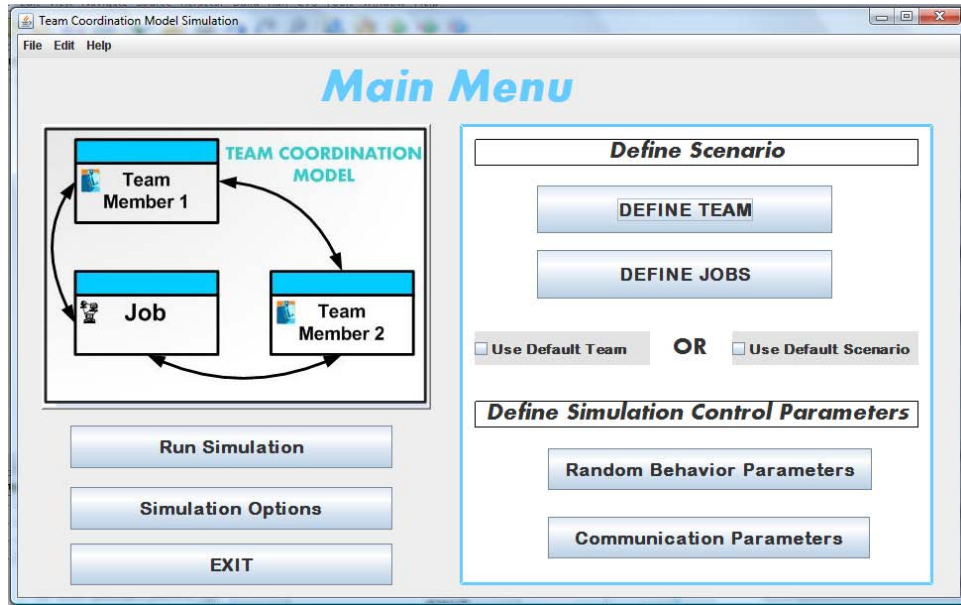 Team Coordination Model Simulation
File Edit Help
Main Menu
TEAM COORDINATION
MODEL
Team
Member 1
Job
Team
Member 2
Run Simulation
Simulation Options
EXIT
Define Scenario
DEFINE TEAM
DEFINE JOBS
Use Default Team OR Use Default Scenario
Define Simulation Control Parameters
Random Behavior Parameters
Communication Parameters